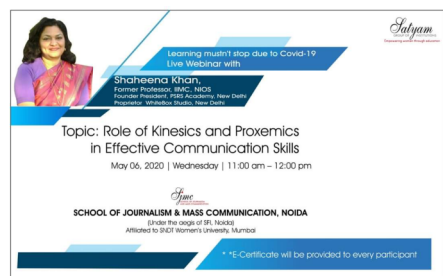 Satyam
Empowering women through education
Learning mustn't stop due to Covid-19
Live Webinar with
Shaheena Khan,
Former Professor, IIMC, NIOS
Founder President, PSRS Academy, New Delhi
Proprietor WhiteBox Studio, New Delhi
Topic: Role of Kinesics and Proxemics
in Effective Communication Skills
May 06, 2020 | Wednesday | 11:00 am – 12:00 pm
Sjmc
SCHOOL OF JOURNALISM & MASS COMMUNICATION, NOIDA
(Under the aegis of SFI, Noida)
Affiliated to SNDT Women's University, Mumbai
* *E-Certificate will be provided to every participant